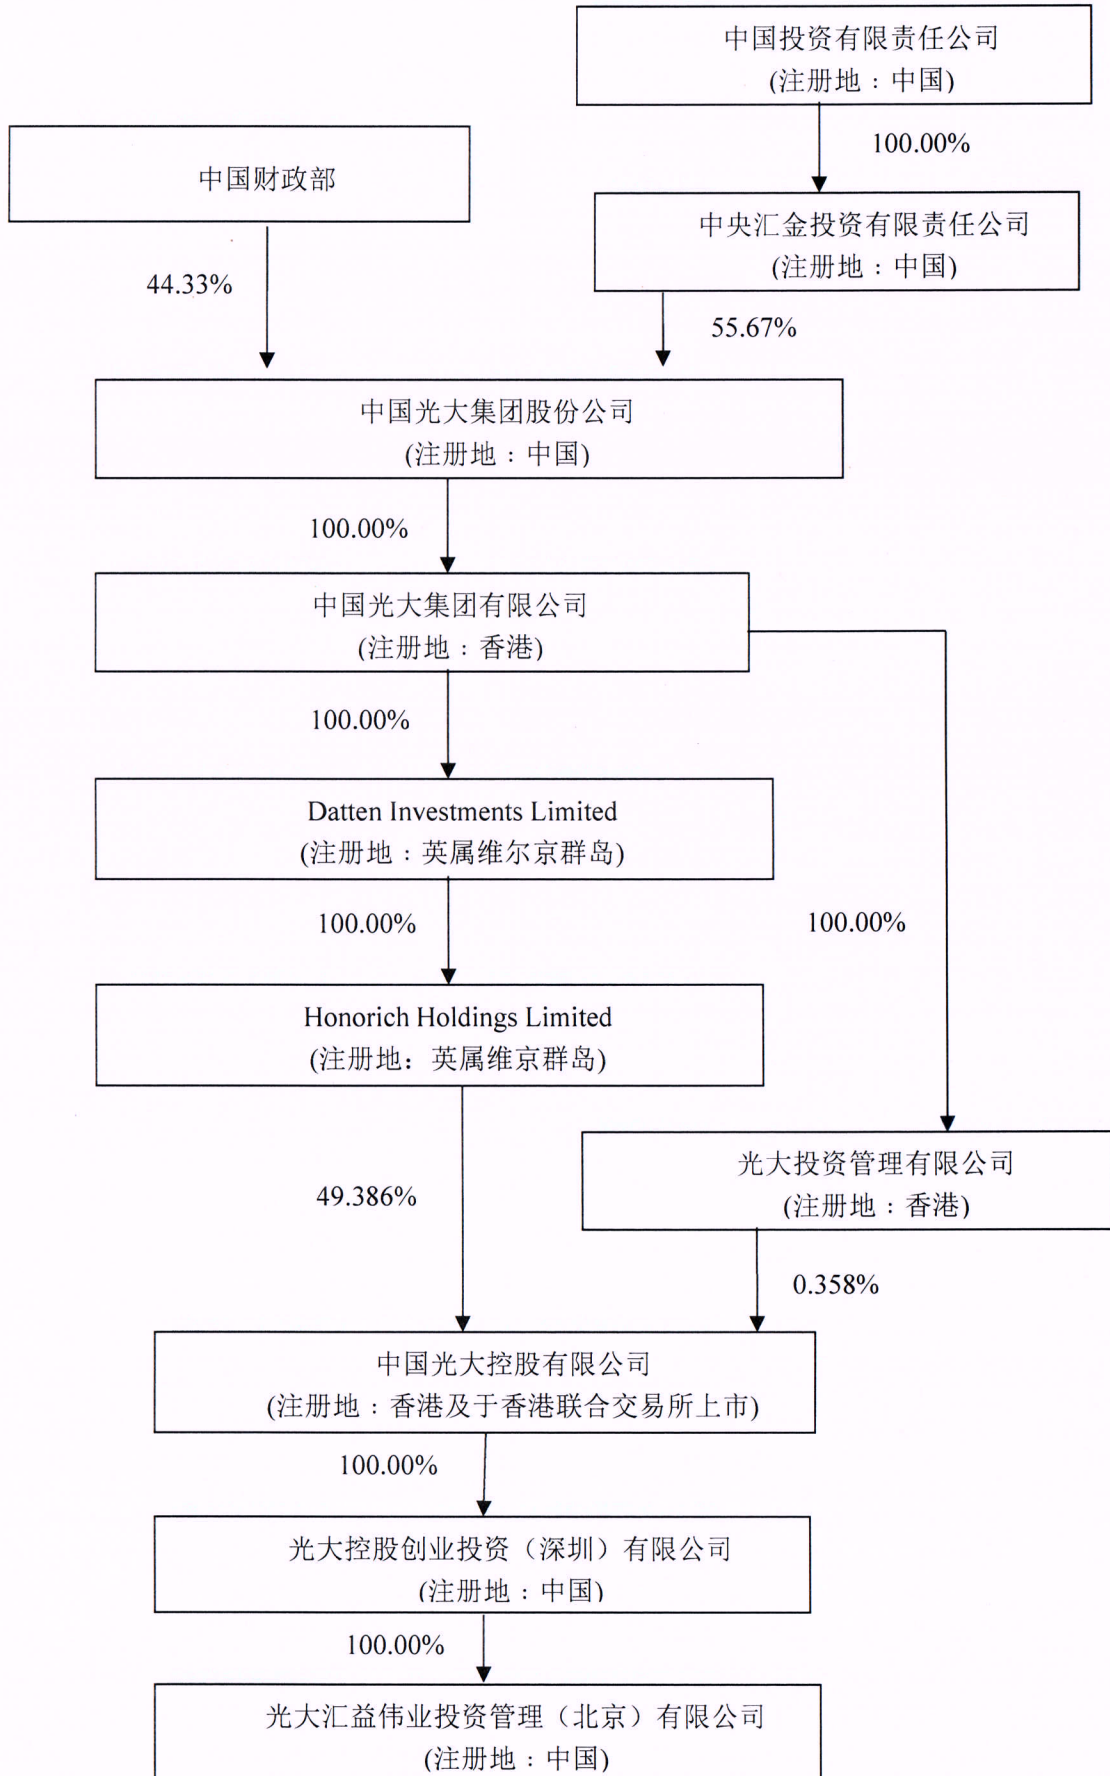 中国投资有限责任公司
(注册地：中国)
100.00%
中国财政部
中央汇金投资有限责任公司
(注册地：中国)
44.33%
55.67%
中国光大集团股份公司
(注册地：中国)
100.00%
中国光大集团有限公司
(注册地：香港)
100.00%
Datten Investments Limited
(注册地：英属维尔京群岛)
100.00%
100.00%
Honorich Holdings Limited
(注册地：英属维京群岛)
光大投资管理有限公司
(注册地：香港)
49.386%
0.358%
中国光大控股有限公司
(注册地：香港及于香港联合交易所上市)
100.00%
光大控股创业投资（深圳）有限公司
(注册地：中国)
100.00%
光大汇益伟业投资管理（北京）有限公司
(注册地：中国)